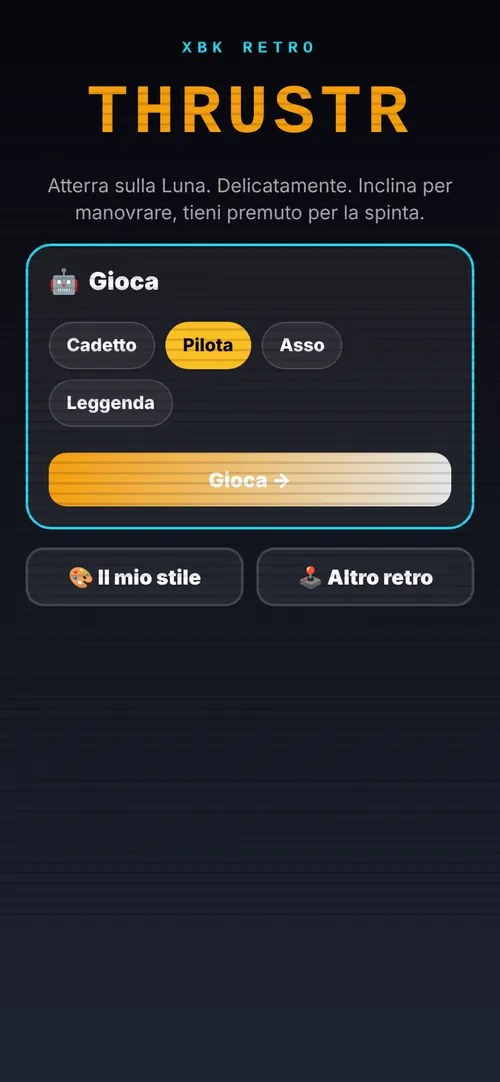 XBK RETRO
THRUSTR
Atterra sulla Luna. Delicatamente. Inclina per
manovrare, tieni premuto per la spinta.
Gioca
Cadetto
Pilota
Asso
Leggenda
Gioca →
Il mio stile
Altro retro